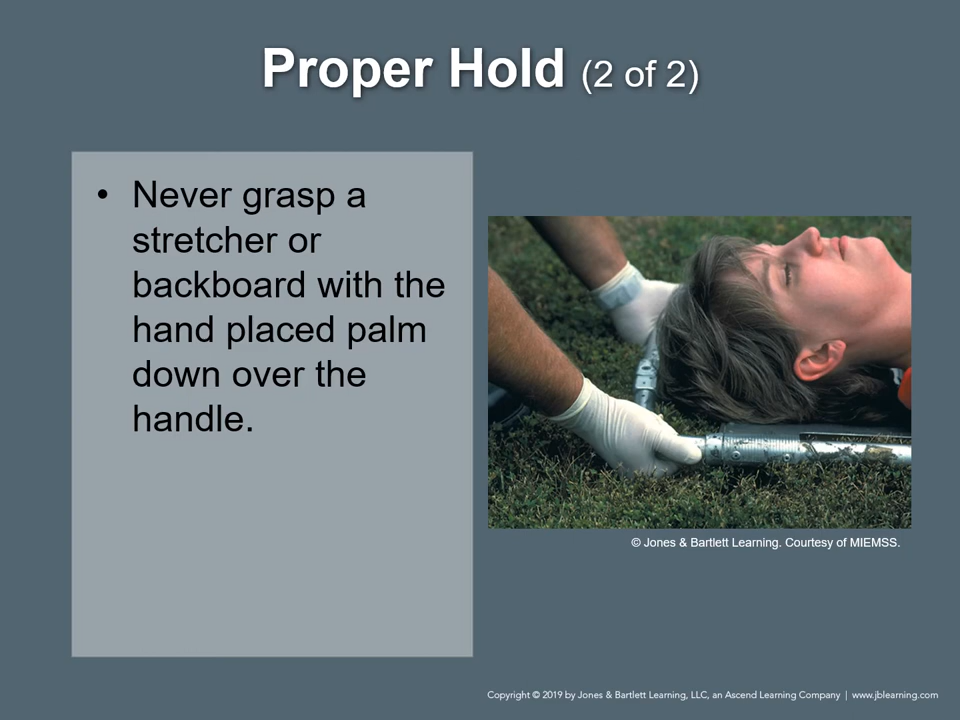 Proper Hold (2 of 2)
• Never grasp a
stretcher or
backboard with the
hand placed palm
down over the
handle.
© Jones & Bartlett Learning. Courtesy of MIEMSS.
Copyright © 2019 by Jones & Bartlett Learning, LLC, an Ascend Learning Company | www.jblearning.com